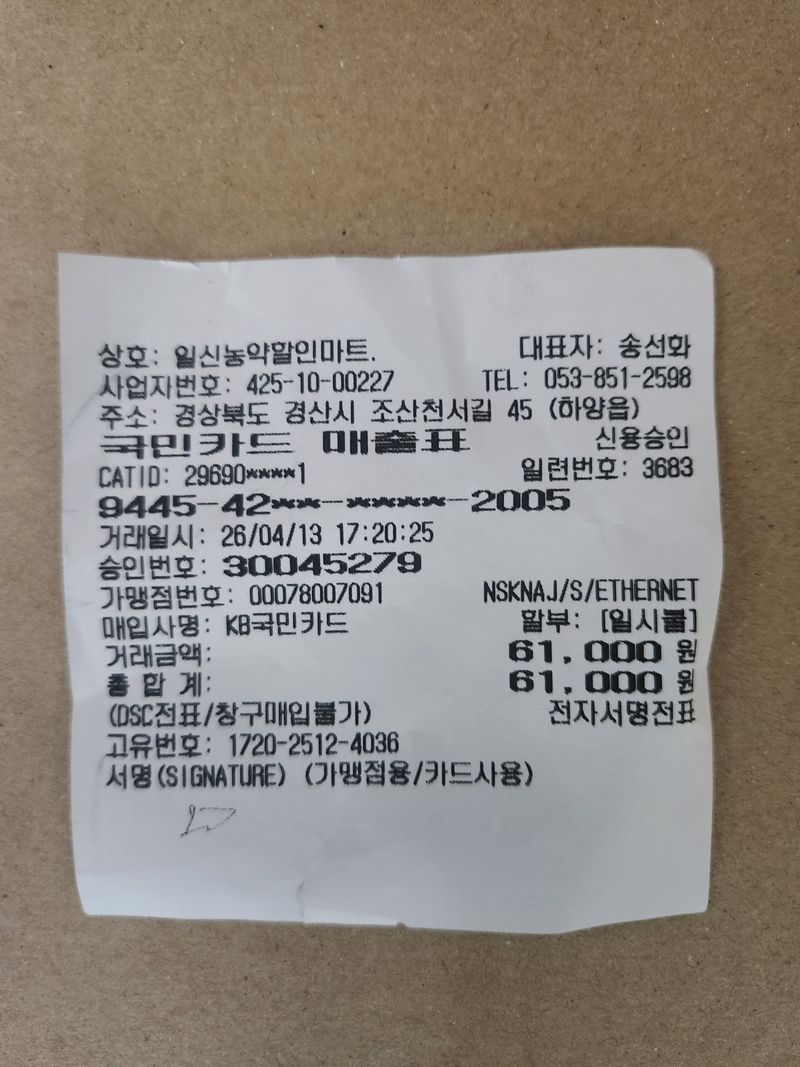 상호: 일신농약할인마트. 대표자: 송선화
사업자번호: 425-10-00227 TEL: 053-851-2598
주소: 경상북도 경산시 조산천서길 45 (하양읍)
국민카드 매출표 신용승인
CATID: 29690****1 일련번호: 3683
9445-42**-****-2005
거래일시: 26/04/13 17:20:25
승인번호: 30045279
가맹점번호: 00078007091 NSKNAJ/S/ETHERNET
매입사명: KB국민카드 할부: [일시불]
거래금액: 61,000 원
총 합 계: 61,000 원
(DSC전표/창구매입불가) 전자서명전표
고유번호: 1720-2512-4036
서명(SIGNATURE) (가맹점용/카드사용)